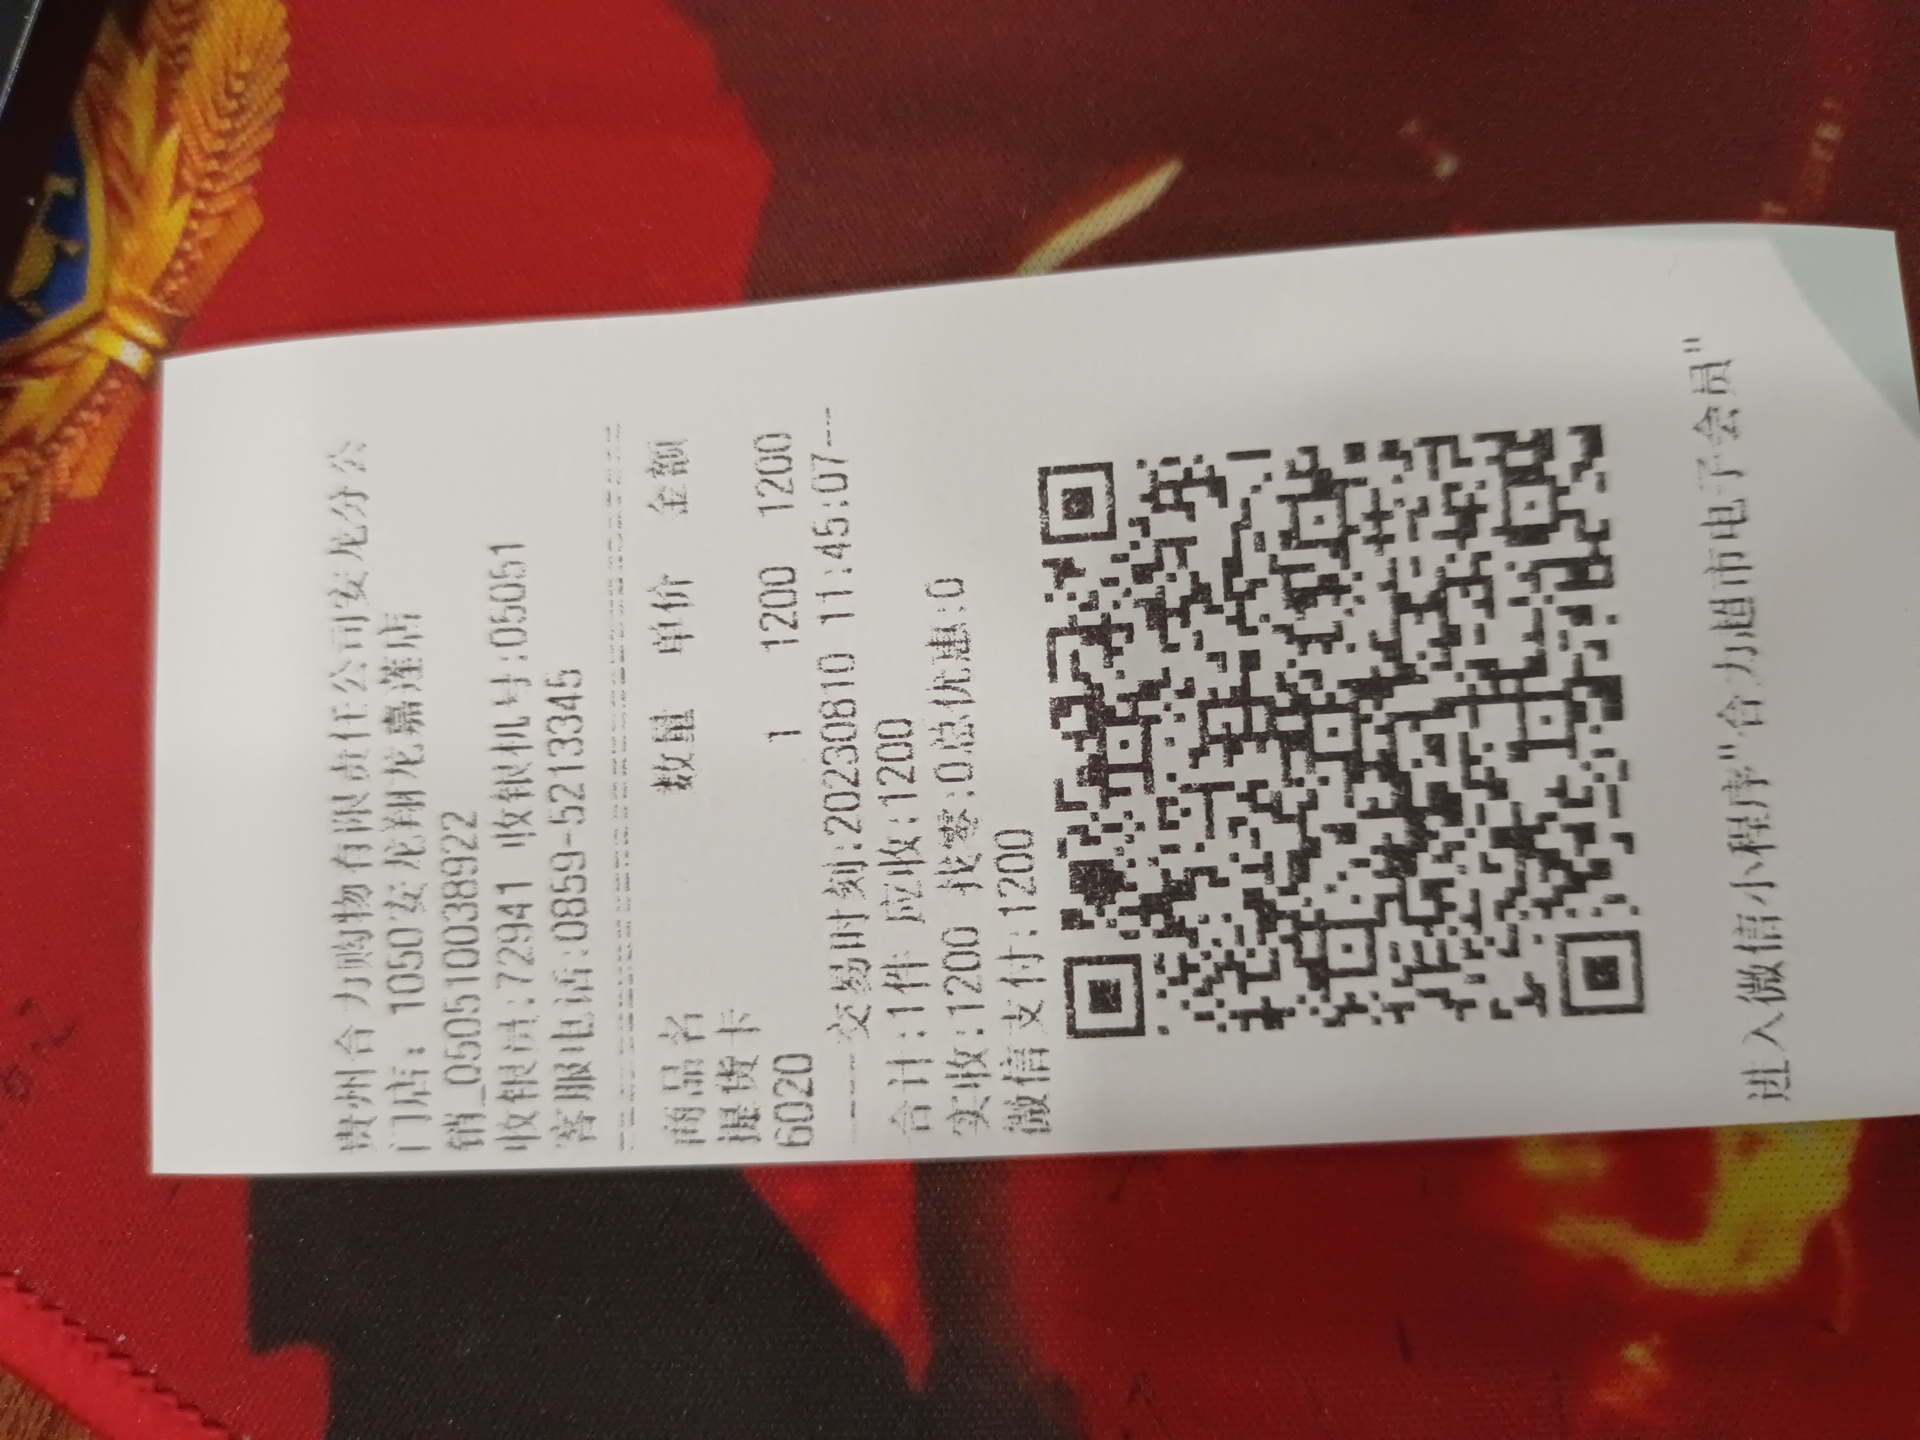 贵州合力购物有限责任公司安龙分公
门店: 1050安龙翔龙嘉莲店
销_050510038922
收银员:72941 收银机号:05051
客服电话:0859-5213345
商品名 数量 单价 金额
提货卡
6020 1 1200 1200
----交易时刻:20230810 11:45:07---
合计:1件 应收:1200
实收:1200 找零:0总优惠:0
微信支付:1200
进入微信小程序"合力超市电子会员"